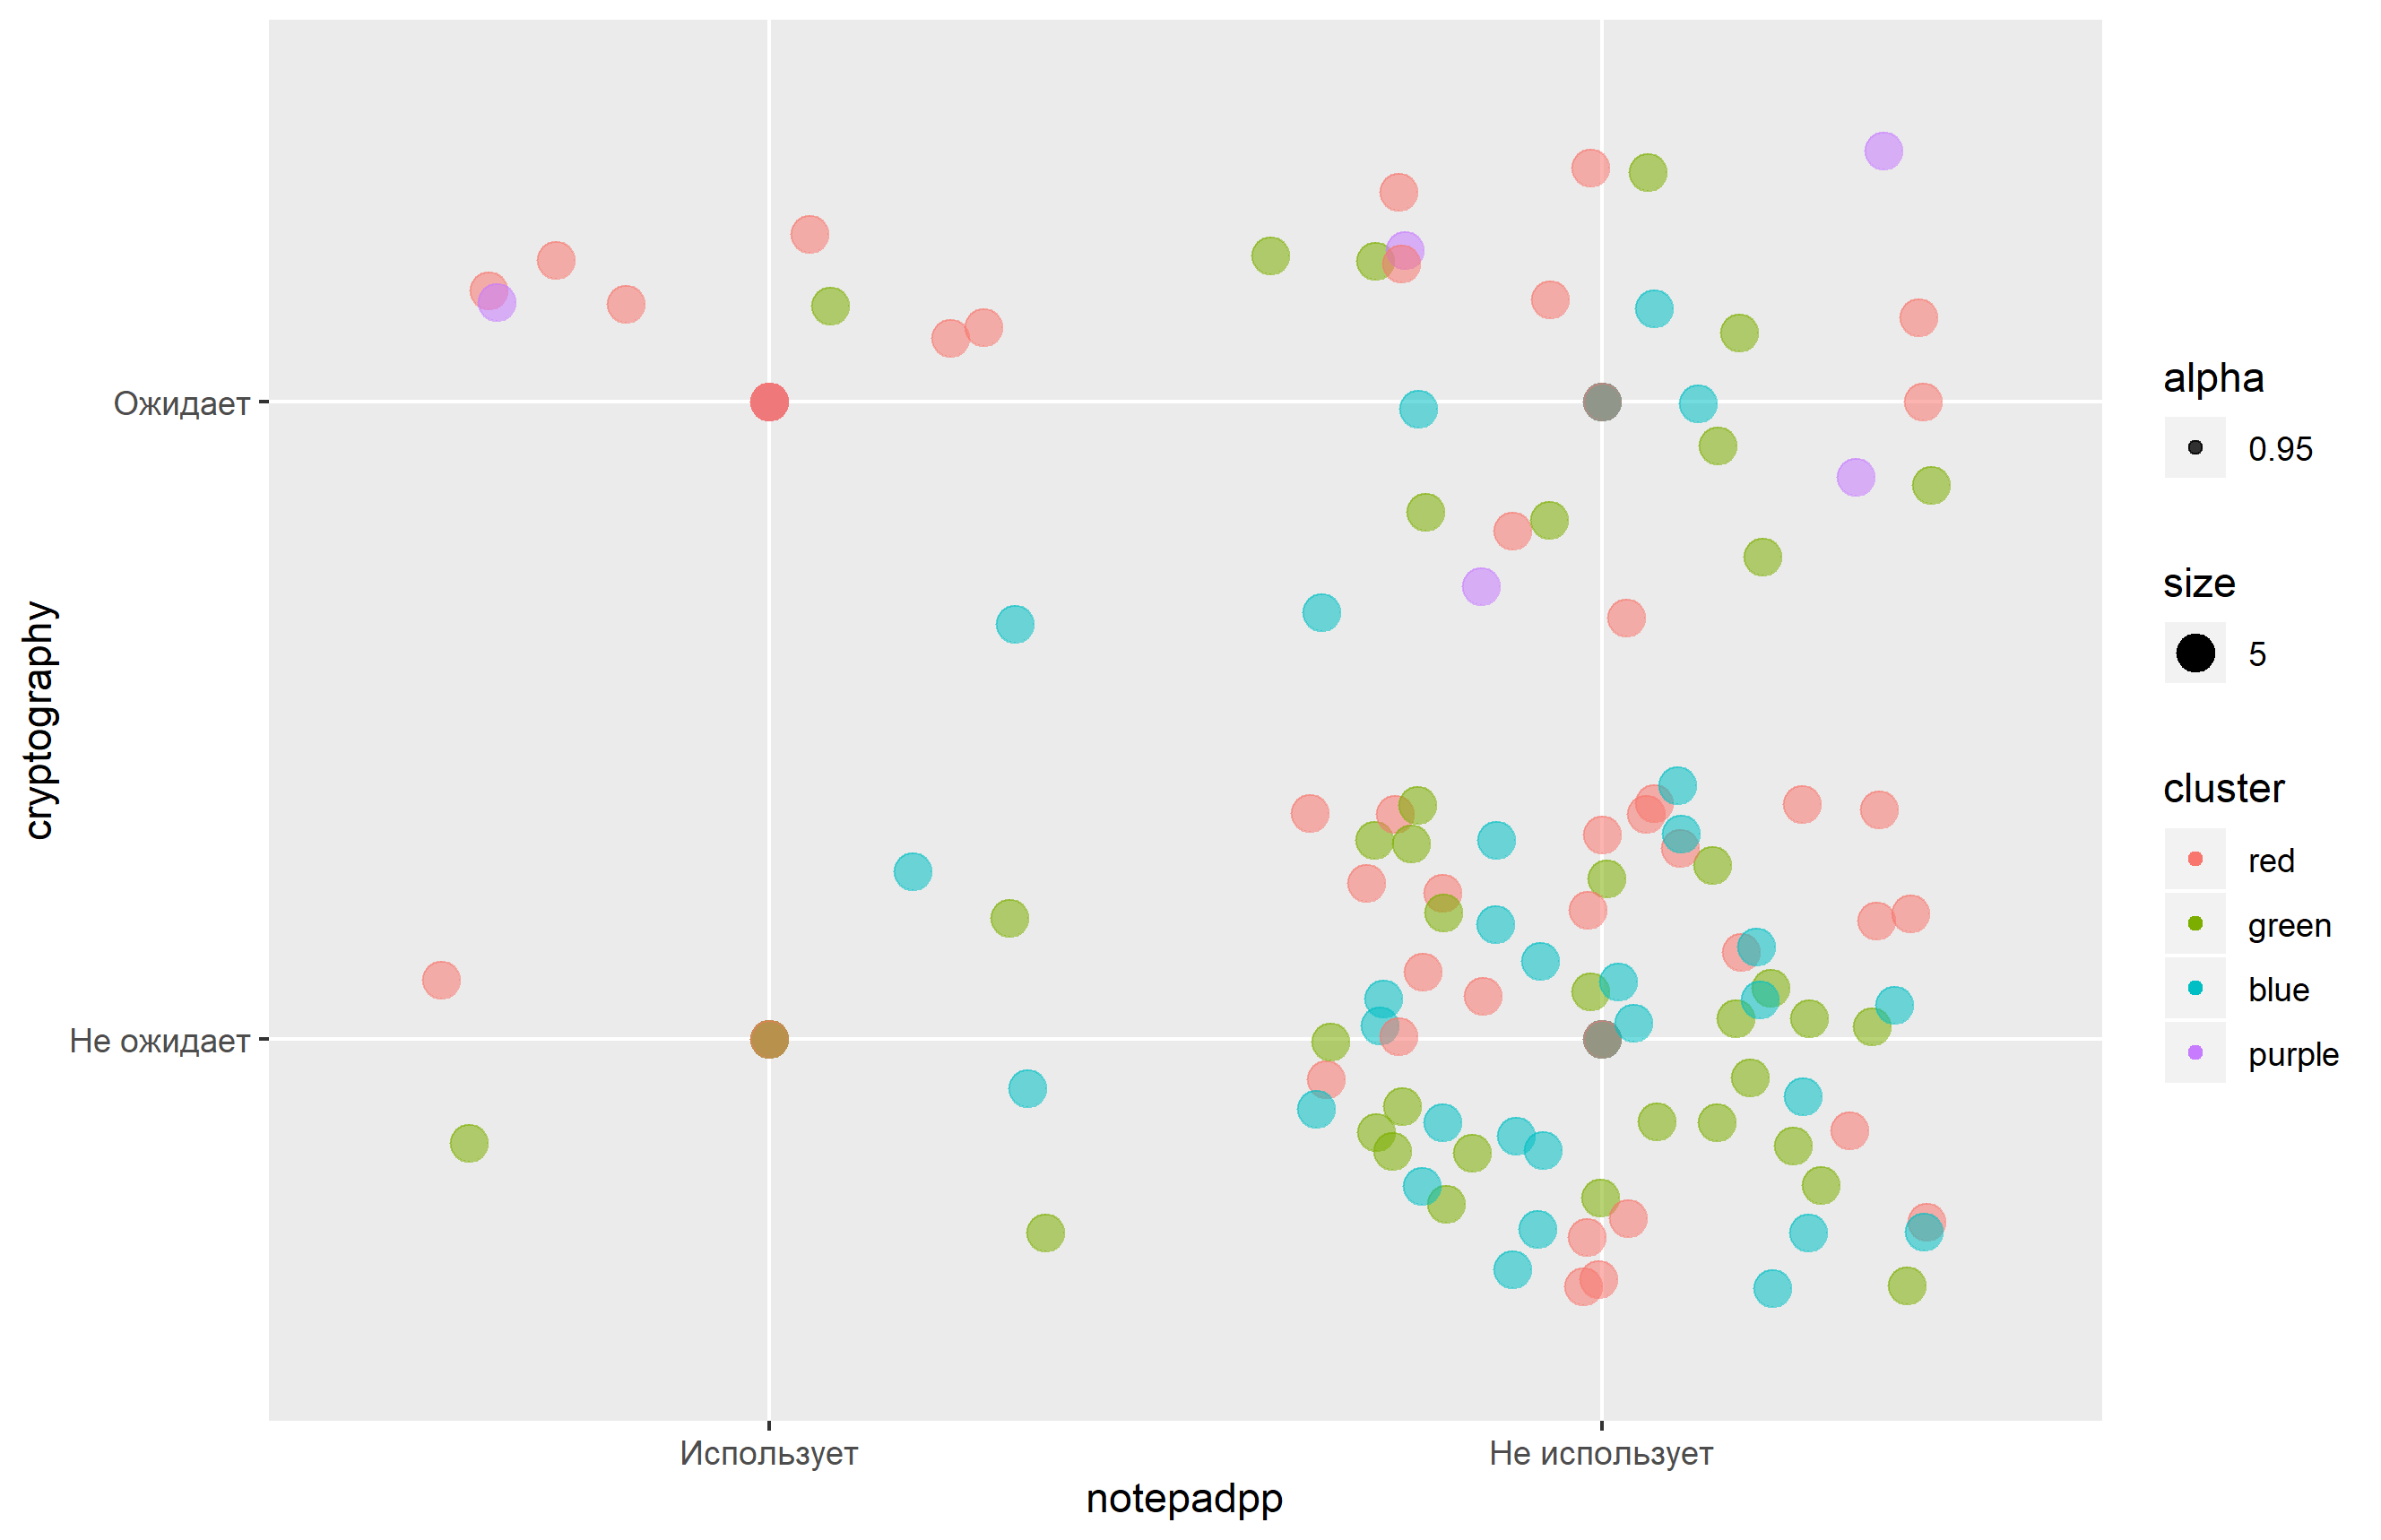 cryptography
Ожидает
Не ожидает
Использует
Не использует
notepadpp
alpha
0.95
size
5
cluster
red
green
blue
purple